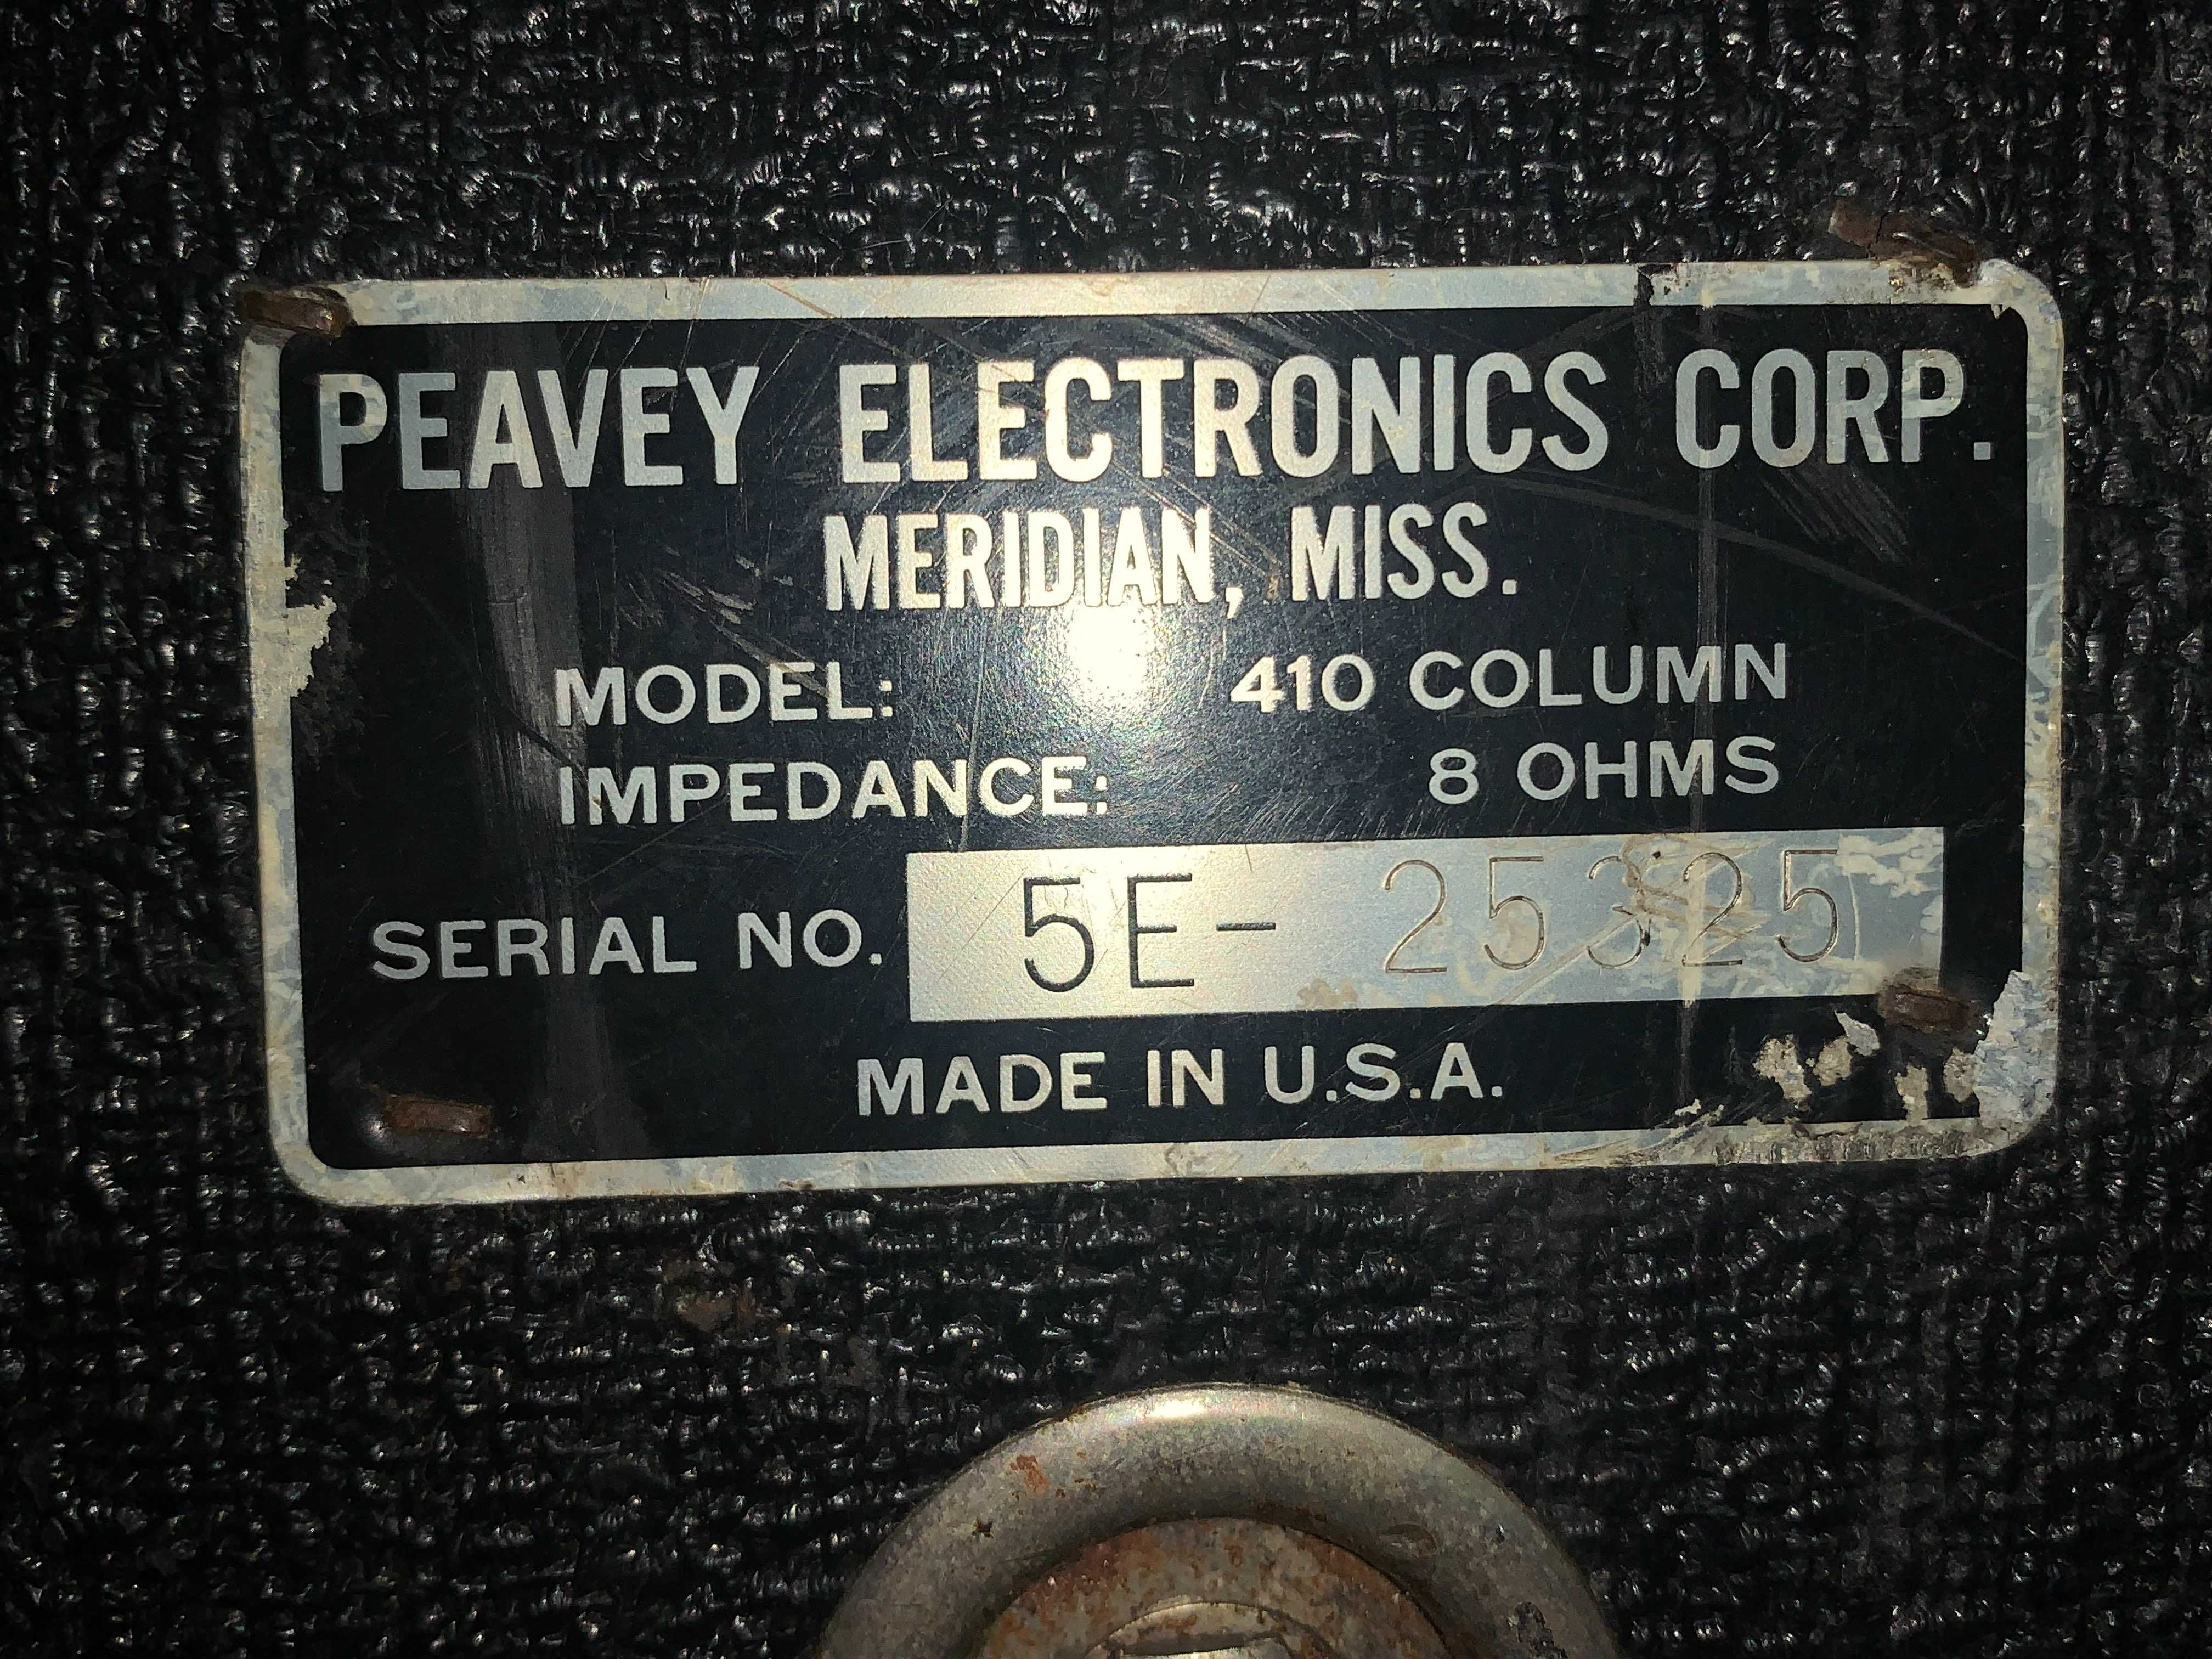 PEAVEY ELECTRONICS CORP.
MERIDIAN, MISS.
MODEL: 410 COLUMN
IMPEDANCE: 8 OHMS
SERIAL NO. 5E- 25325
MADE IN U.S.A.